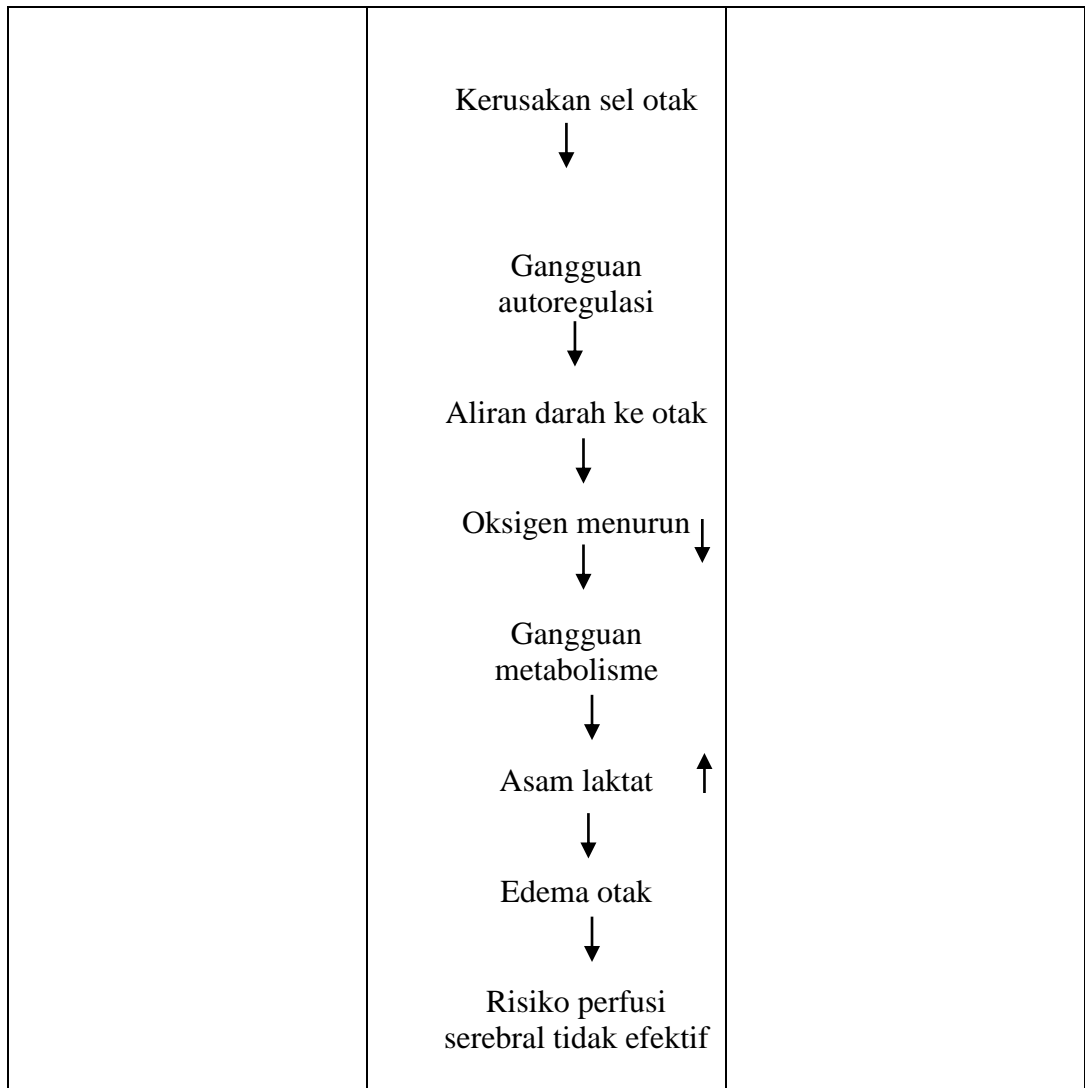 Kerusakan sel otak
Gangguan
autoregulasi
Aliran darah ke otak
Oksigen menurun
Gangguan
metabolisme
Asam laktat
Edema otak
Risiko perfusi
serebral tidak efektif